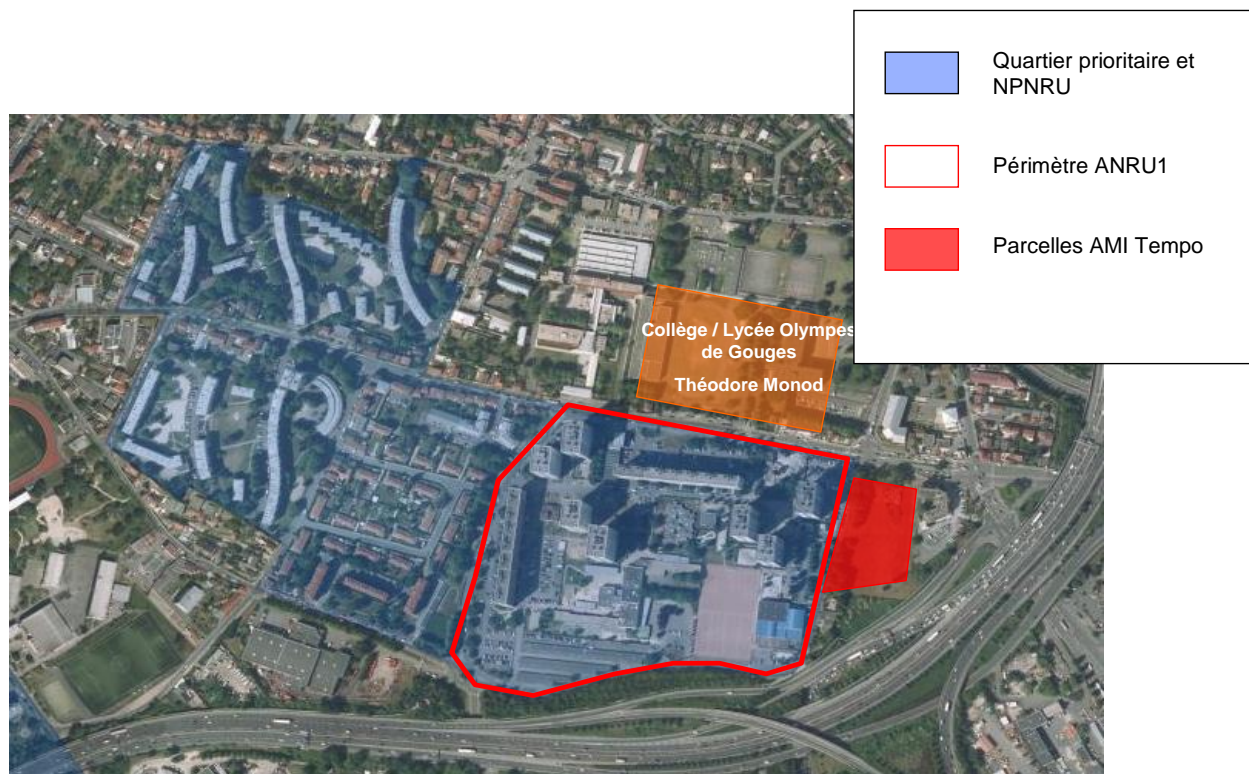 Quartier prioritaire et
NPNRU
Périmètre ANRU1
Parcelles AMI Tempo
Collège / Lycée Olympes
de Gouges
Théodore Monod